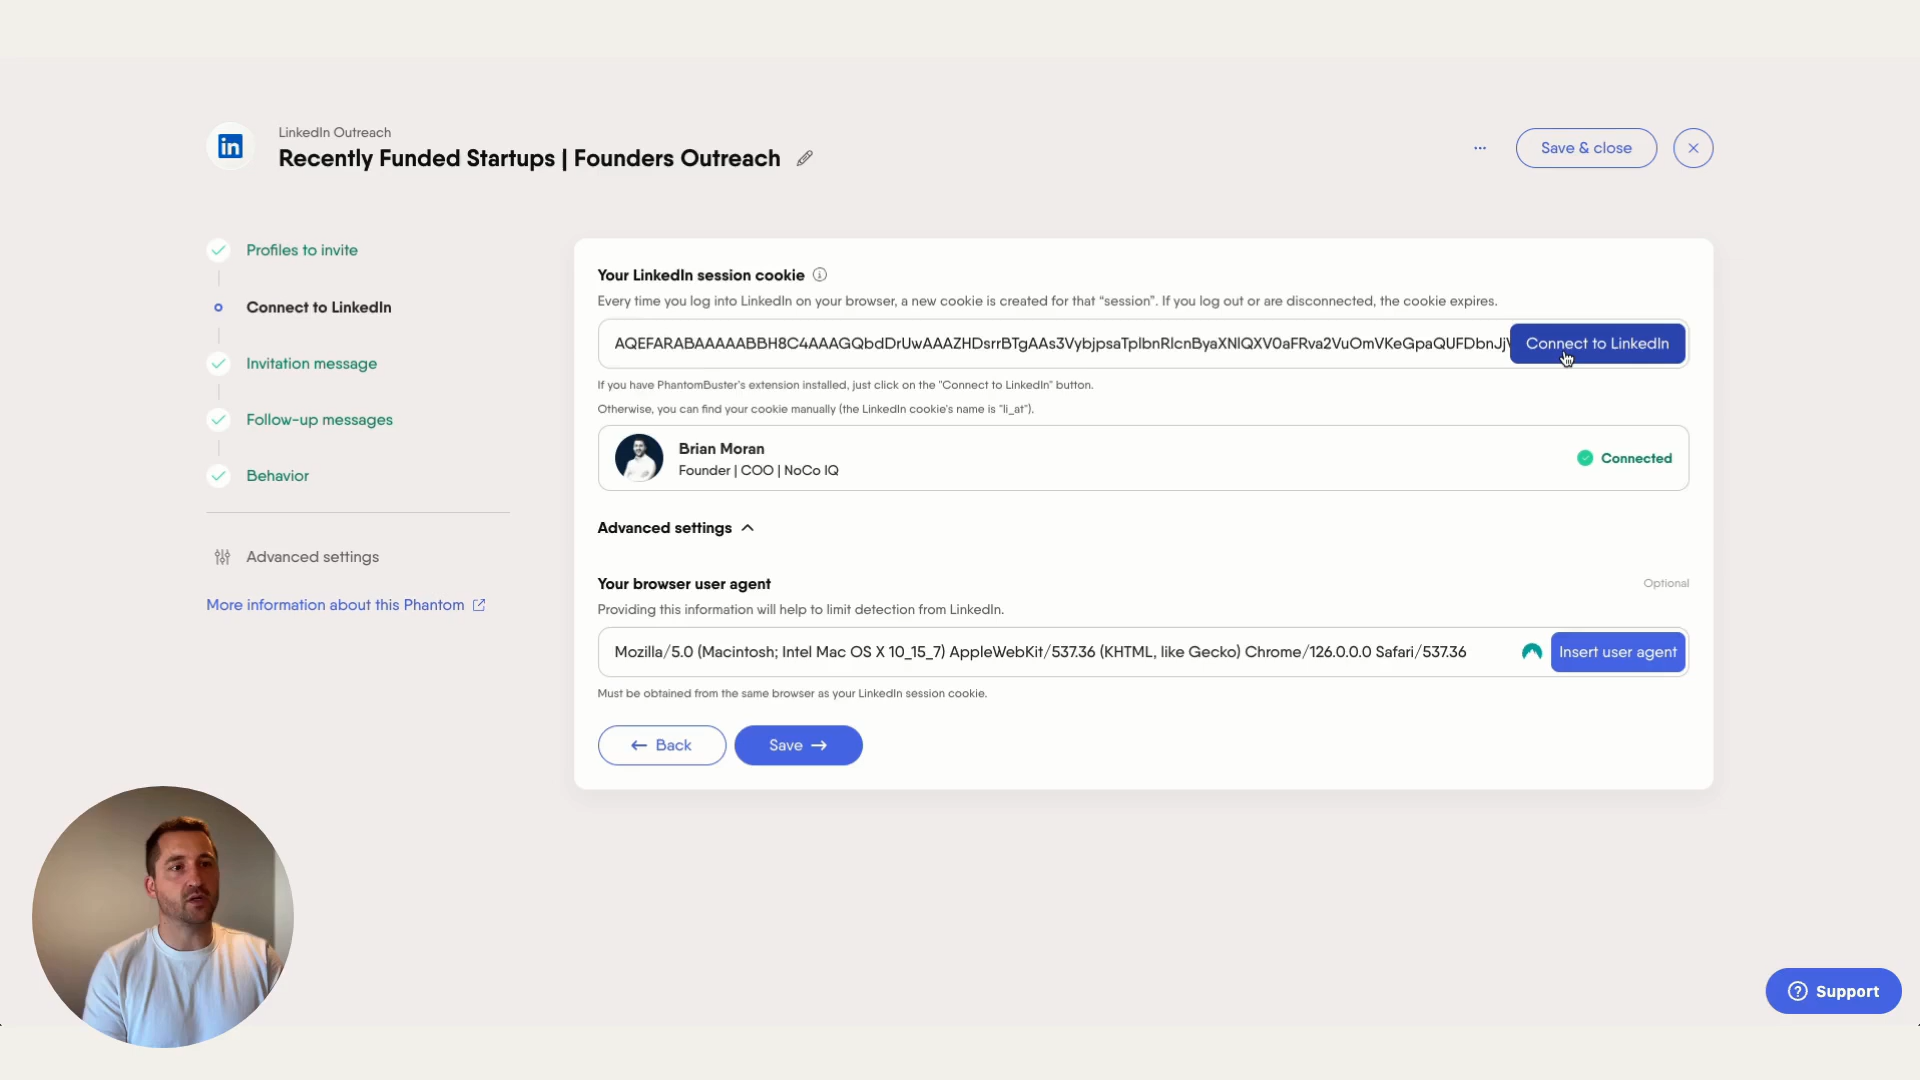 in
LinkedIn Outreach
Recently Funded Startups | Founders Outreach
Save & close
Profiles to invite
Connect to LinkedIn
Invitation message
Follow-up messages
Behavior
Advanced settings
More information about this Phantom
Your LinkedIn session cookie
Every time you log into LinkedIn on your browser, a new cookie is created for that “session”. If you log out or are disconnected, the cookie expires.
Connect to LinkedIn
If you have PhantomBuster's extension installed, just click on the "Connect to LinkedIn" button.
Otherwise, you can find your cookie manually (the LinkedIn cookie's name is "li_at").
Brian Moran
Founder | COO | NoCo IQ
Connected
Advanced settings
Your browser user agent
Optional
Providing this information will help to limit detection from LinkedIn.
Mozilla/5.0 (Macintosh; Intel Mac OS X 10_15_7) AppleWebKit/537.36 (KHTML, like Gecko) Chrome/126.0.0.0 Safari/537.36
Insert user agent
Must be obtained from the same browser as your LinkedIn session cookie.
Back
Save
Support